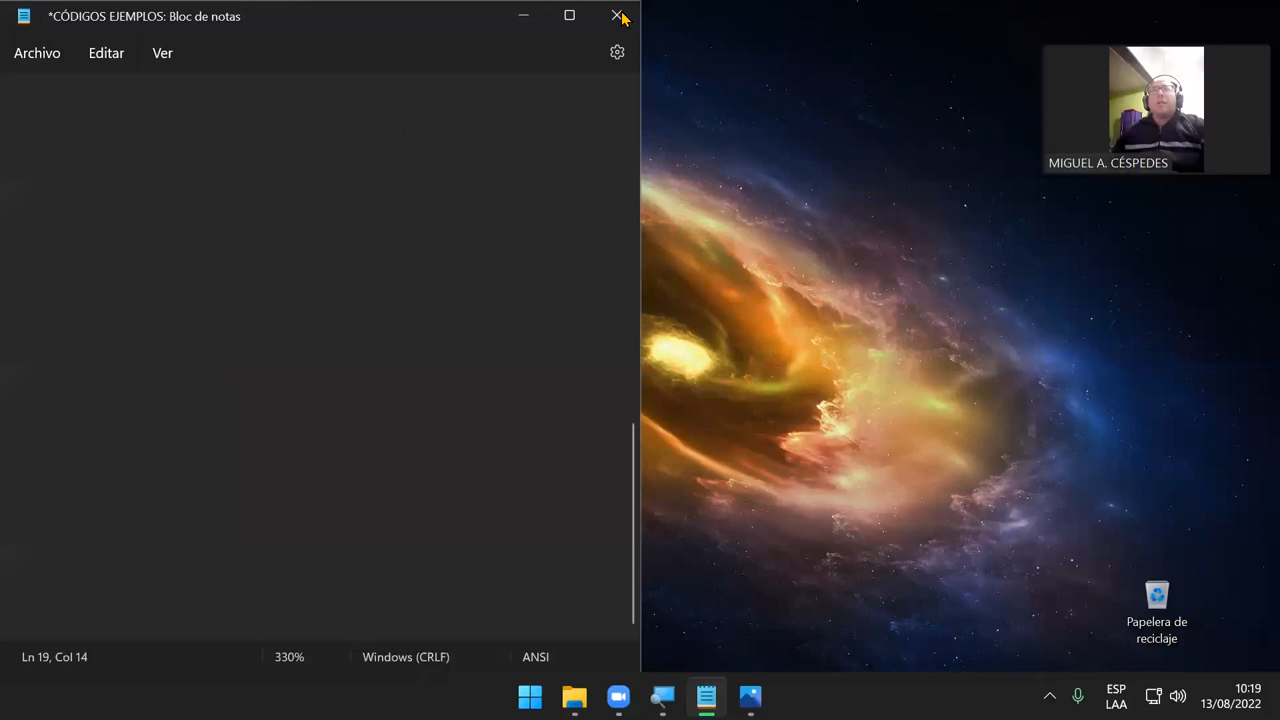 *CÓDIGOS EJEMPLOS: Bloc de notas
Archivo Editar Ver
MIGUEL A. CÉSPEDES
Papelera de
reciclaje
Ln 19, Col 14 330% Windows (CRLF) ANSI
ESP
LAA
10:19
13/08/2022